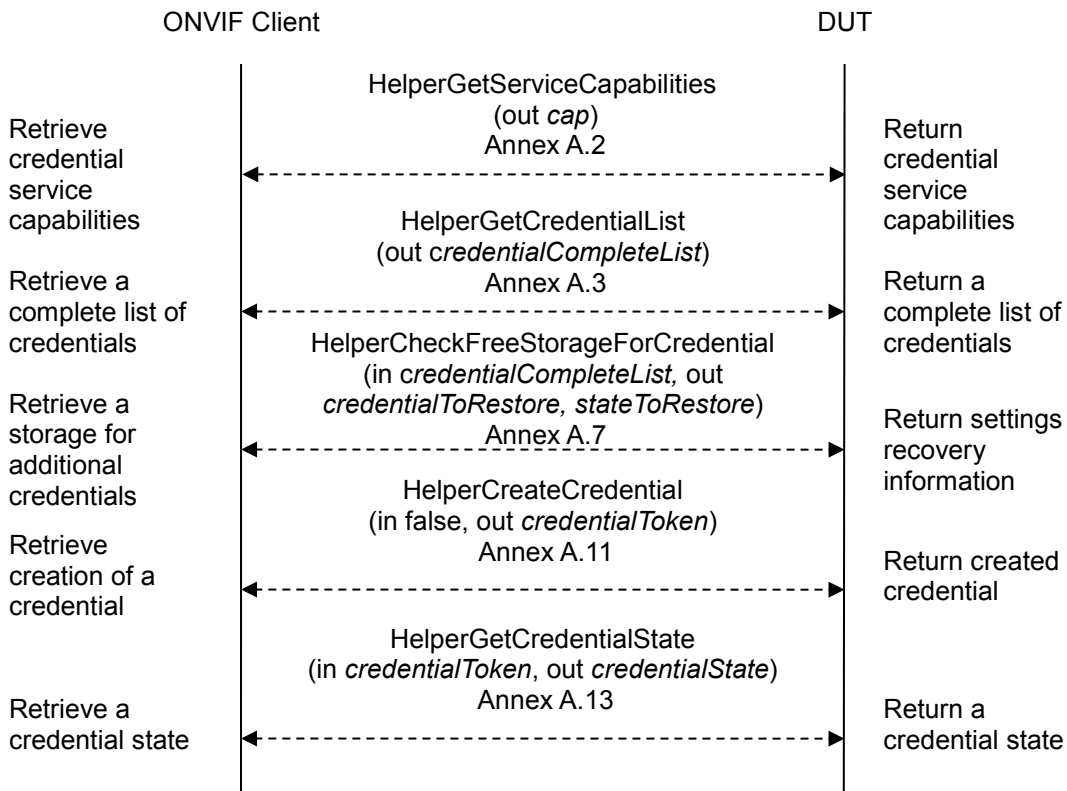 ONVIF Client
DUT
HelperGetServiceCapabilities
(out cap)
Annex A.2
Retrieve
credential
service
capabilities
Return
credential
service
capabilities
HelperGetCredentialList
(out credentialCompleteList)
Annex A.3
Retrieve a
complete list of
credentials
Return a
complete list of
credentials
HelperCheckFreeStorageForCredential
(in credentialCompleteList, out
credentialToRestore, stateToRestore)
Annex A.7
Retrieve a
storage for
additional
credentials
Return settings
recovery
information
HelperCreateCredential
(in false, out credentialToken)
Annex A.11
Retrieve
creation of a
credential
Return created
credential
HelperGetCredentialState
(in credentialToken, out credentialState)
Annex A.13
Retrieve a
credential state
Return a
credential state